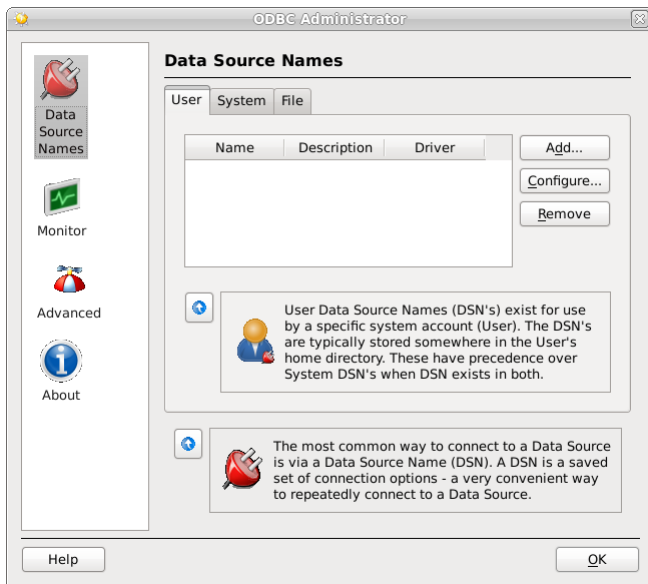 ODBC Administrator
Data
Source
Names
Monitor
Advanced
About
Data Source Names
User
System
File
Name
Description
Driver
Add...
Configure...
Remove
User Data Source Names (DSN's) exist for use
by a specific system account (User). The DSN's
are typically stored somewhere in the User's
home directory. These have precedence over
System DSN's when DSN exists in both.
The most common way to connect to a Data Source
is via a Data Source Name (DSN). A DSN is a saved
set of connection options - a very convenient way
to repeatedly connect to a Data Source.
Help
OK